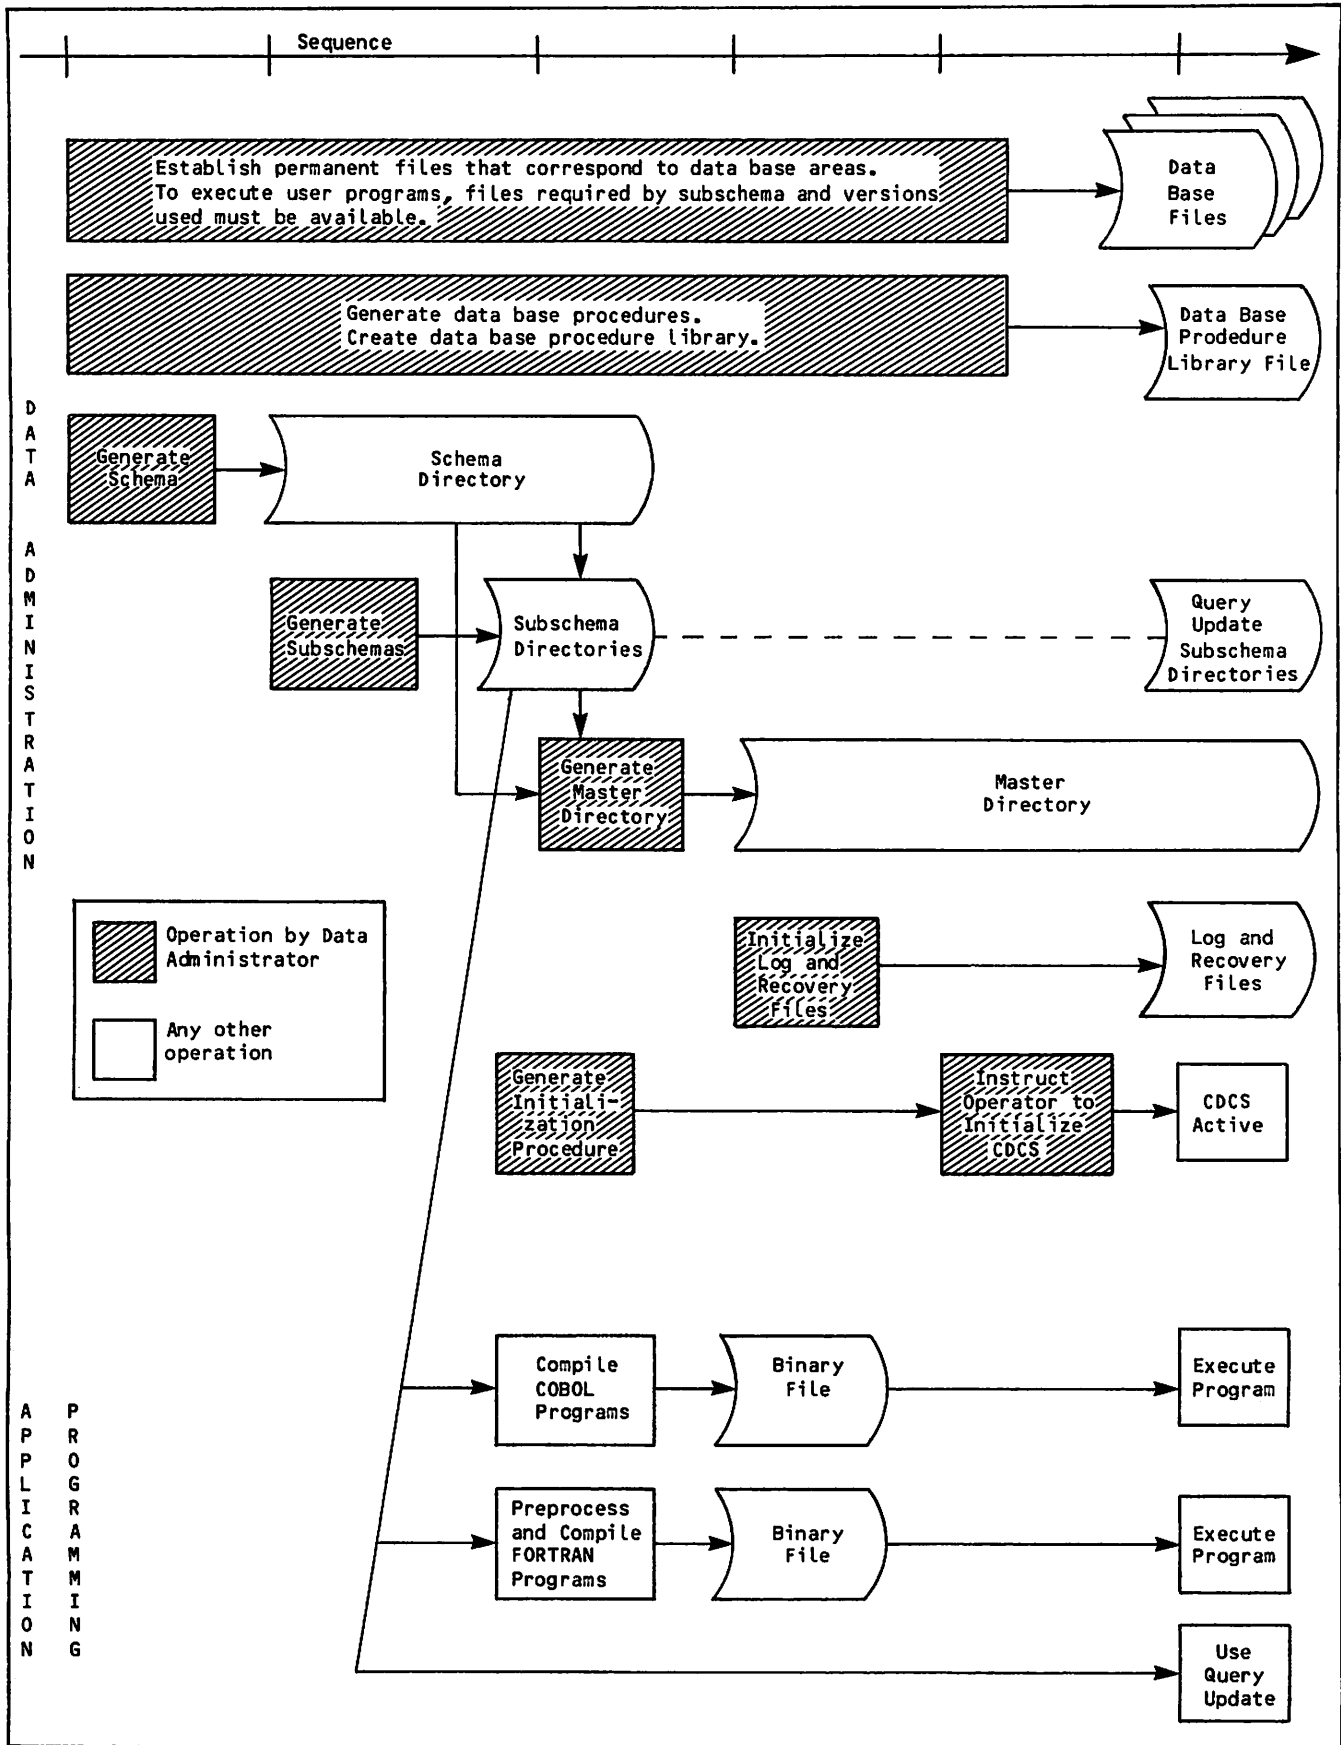 Sequence
Establish permanent files that correspond to data base areas.
To execute user programs, files required by subschema and versions
used must be available.
Data
Base
Files
Generate data base procedures.
Create data base procedure library.
Data Base
Prodedure
Library File
DATA ADMINISTRATION
Generate
Schema
Schema
Directory
Generate
Subschemas
Subschema
Directories
Query
Update
Subschema
Directories
Generate
Master
Directory
Master
Directory
Operation by Data
Administrator
Any other
operation
Initialize
Log and
Recovery
Files
Log and
Recovery
Files
Generate
Initiali-
zation
Procedure
Instruct
Operator to
Initialize
CDCS
CDCS
Active
APPLICATION
PROGRAMMING
Compile
COBOL
Programs
Binary
File
Execute
Program
Preprocess
and Compile
FORTRAN
Programs
Binary
File
Execute
Program
Use
Query
Update